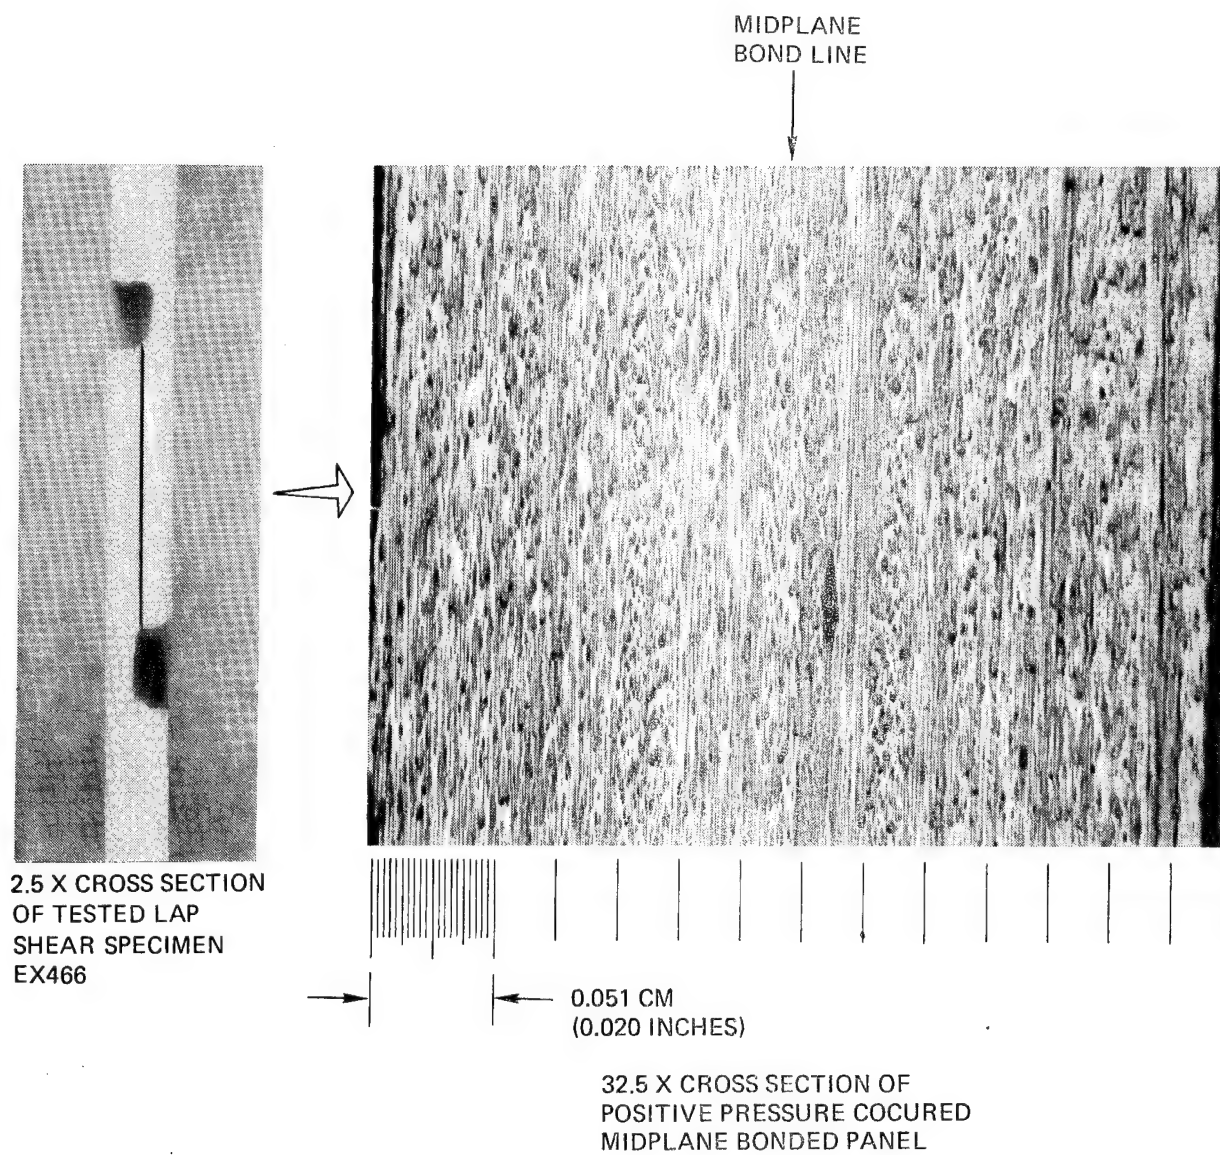 MIDPLANE
BOND LINE
2.5 X CROSS SECTION
OF TESTED LAP
SHEAR SPECIMEN
EX466
0.051 CM
(0.020 INCHES)
32.5 X CROSS SECTION OF
POSITIVE PRESSURE COCURED
MIDPLANE BONDED PANEL